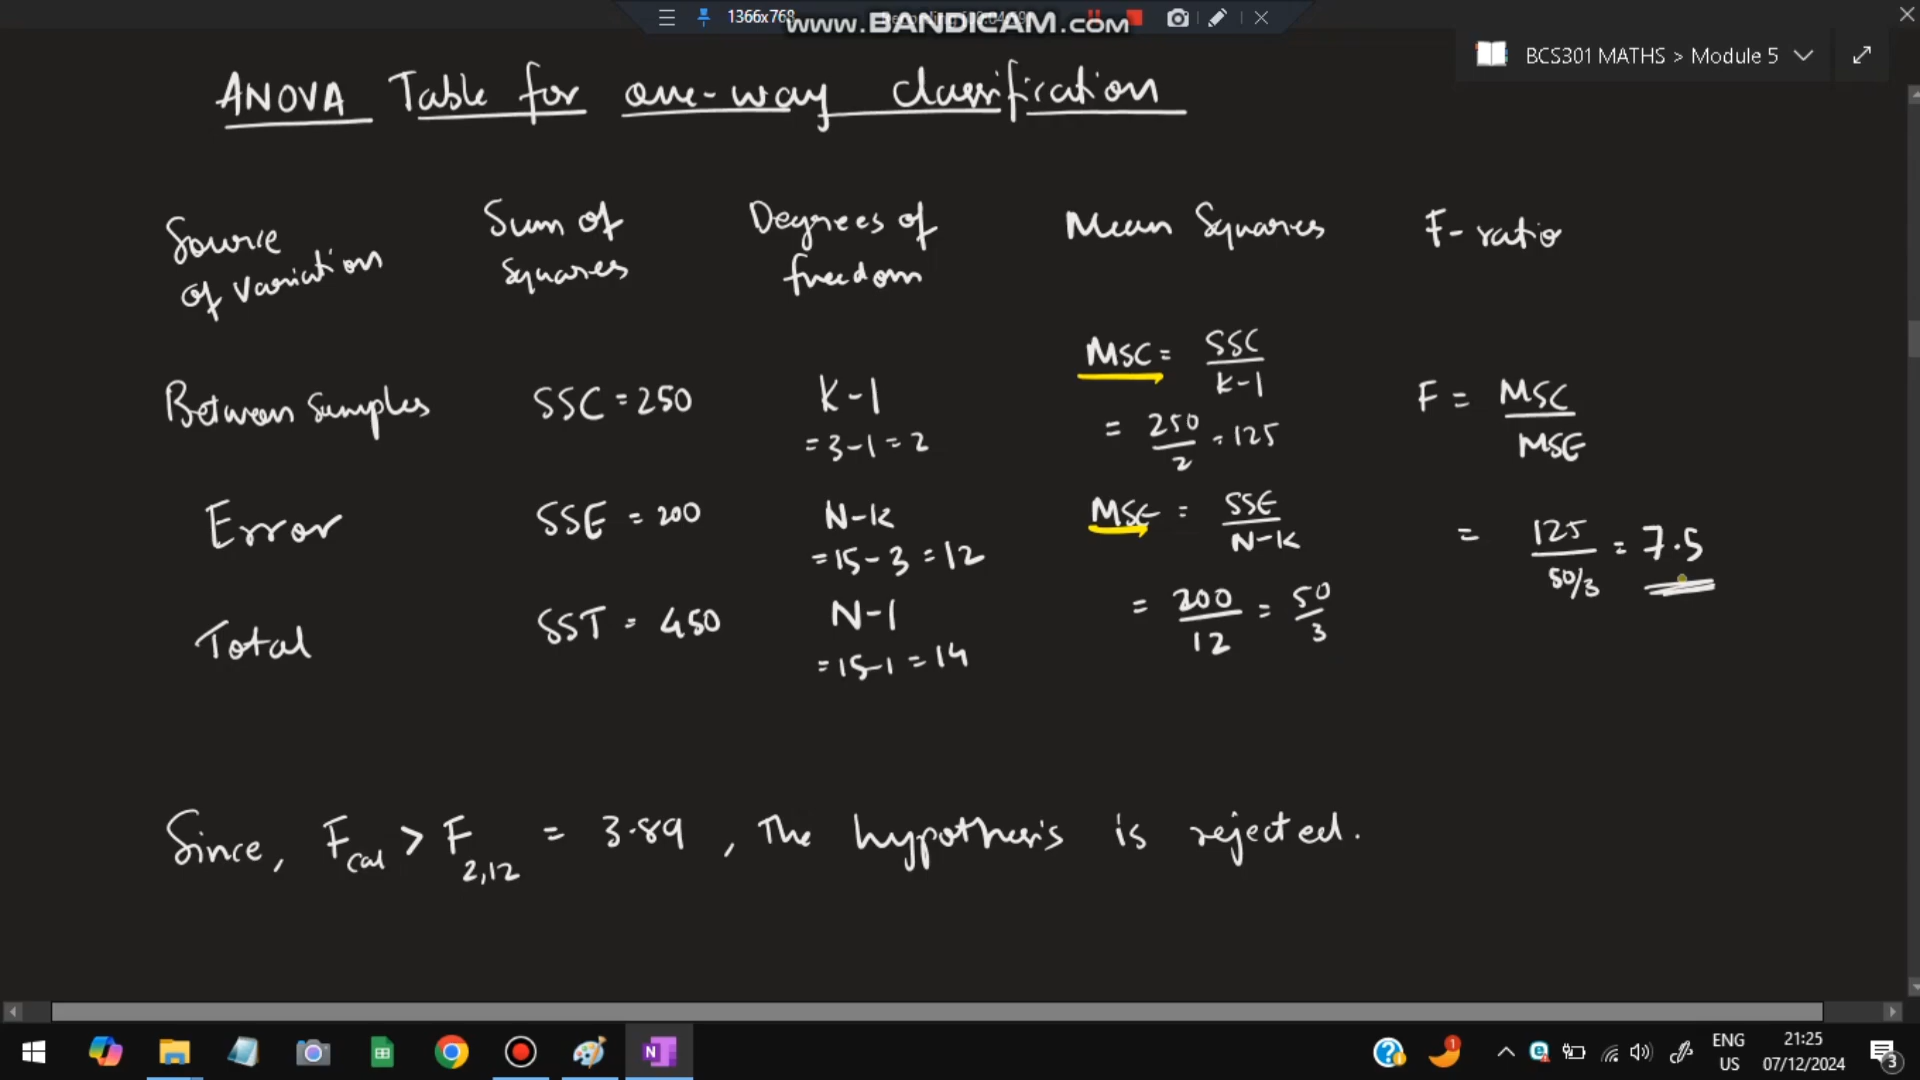 1366x768
www.BANDICAM.com
BCS301 MATHS > Module 5
ANOVA Table for one-way classification
Source of variation
Sum of Squares
Degrees of freedom
Mean Squares
F-ratio
Between Samples
SSC = 250
K-1
= 3-1 = 2
MSC = SSC / K-1
= 250/2 = 125
F = MSC / MSE
Error
SSE = 200
N-K
= 15-3 = 12
MSE = SSE / N-K
= 200/12 = 50/3
= 125 / 50/3 = 7.5
Total
SST = 450
N-1
= 15-1 = 14
Since, Fcal > F2,12 = 3.89, The hypothesis is rejected.
ENG
US
21:25
07/12/2024
1
3